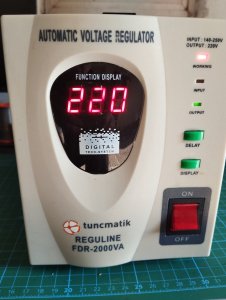 AUTOMATIC VOLTAGE REGULATOR
INPUT : 140-258V
OUTPUT : 220V
WORKING
FUNCTION DISPLAY
220
INPUT
OUTPUT
DIGITAL
DELAY
DISPLAY
ON
OFF
tuncmatik
REGULINE
FDR-2000VA